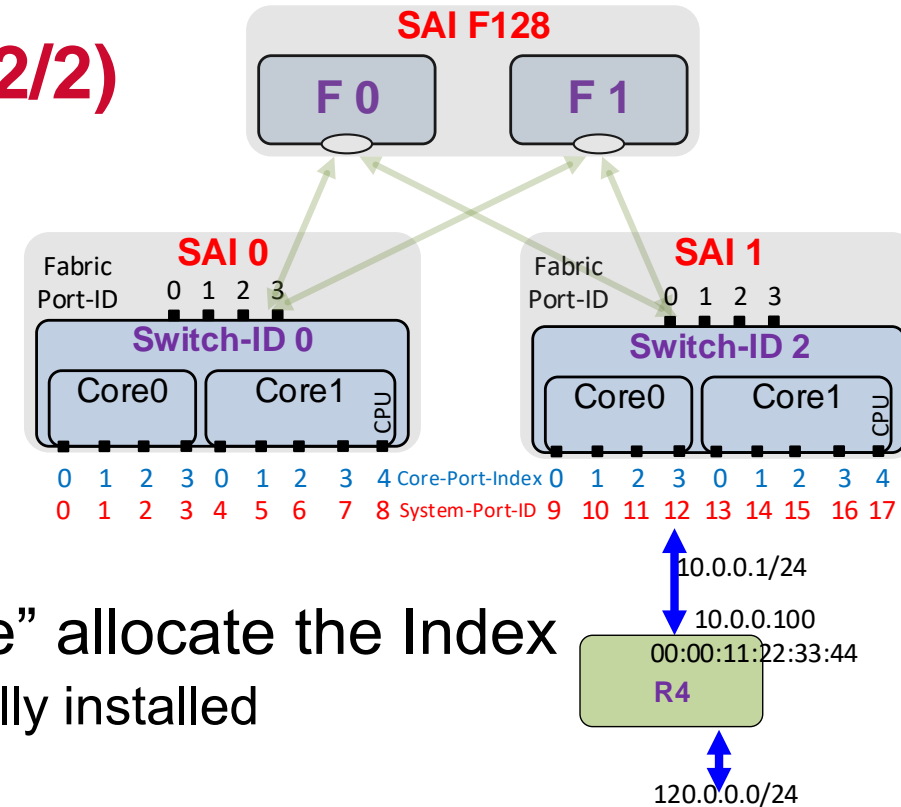 2/2)
SAI F128
F 0
F 1
SAI 0
SAI 1
Fabric
Port-ID
0 1 2 3
Fabric
Port-ID
0 1 2 3
Switch-ID 0
Switch-ID 2
Core0
Core1
CPU
Core0
Core1
CPU
0 1 2 3 0 1 2 3 4 Core-Port-Index 0 1 2 3 0 1 2 3 4
0 1 2 3 4 5 6 7 8 System-Port-ID 9 10 11 12 13 14 15 16 17
10.0.0.1/24
e” allocate the Index
10.0.0.100
00:00:11:22:33:44
lly installed
R4
120.0.0.0/24